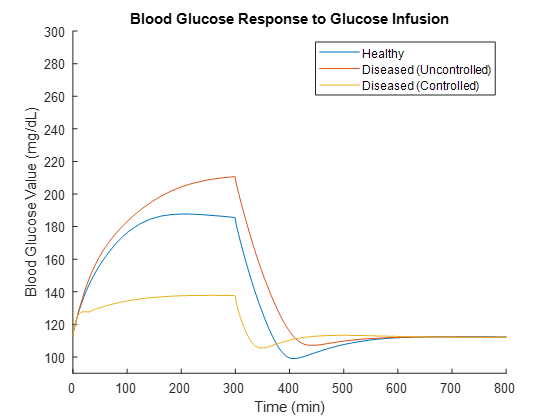 Blood Glucose Response to Glucose Infusion
300
280
260
240
220
200
180
160
140
120
100
Blood Glucose Value (mg/dL)
Healthy
Diseased (Uncontrolled)
Diseased (Controlled)
0 100 200 300 400 500 600 700 800
Time (min)